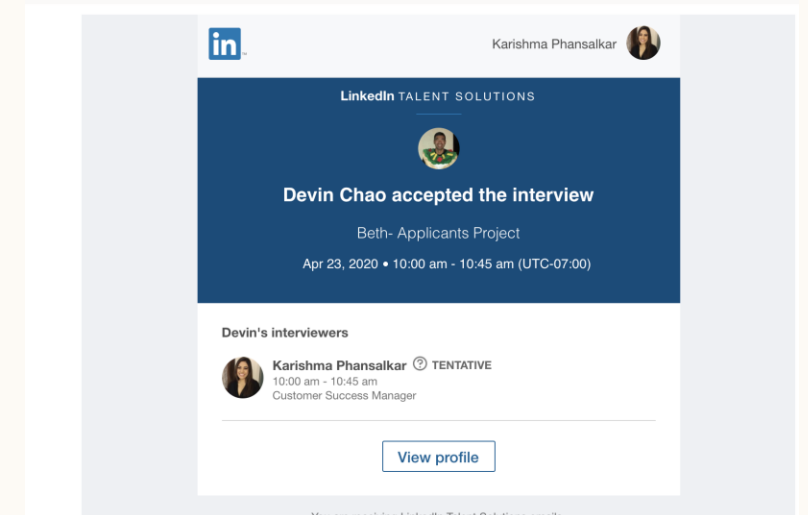 in
Karishma Phansalkar
LinkedIn TALENT SOLUTIONS
Devin Chao accepted the interview
Beth- Applicants Project
Apr 23, 2020 • 10:00 am - 10:45 am (UTC-07:00)
Devin's interviewers
Karishma Phansalkar ? TENTATIVE
10:00 am - 10:45 am
Customer Success Manager
View profile